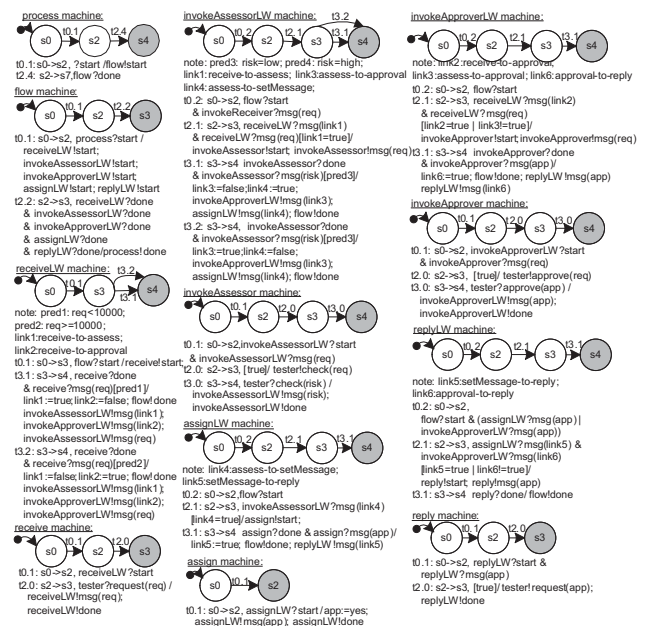 process machine:
s0 t0.1 s2 t2.4 s4
t0.1:s0->s2, ?start /flow!start
t2.4: s2->s7,flow?done
flow machine:
s0 t0.1 s2 t2.2 s3
t0.1: s0->s2, process?start /
receiveLW!start;
invokeAssessorLW!start;
invokeApproverLW!start;
assignLW!start; replyLW!start
t2.2: s2->s3, receiveLW?done
& invokeAssessorLW?done
& invokeApproverLW?done
& assignLW?done
& replyLW?done/process!done
receiveLW machine:
s0 t0.1 s3 t3.2 t3.1 s4
note: pred1: req<10000;
pred2: req>=10000;
link1:receive-to-assess;
link2:receive-to-approval
t0.1: s0->s3, flow?start /receive!start;
t3.1: s3->s4, receive?done
& receive?msg(req)[pred1]/
link1:=true;link2:=false; flow!done
invokeAssessorLW!msg(link1);
invokeApproverLW!msg(link2);
invokeAssessorLW!msg(req)
t3.2: s3->s4, receive?done
& receive?msg(req)[pred2]/
link1:=false;link2:=true; flow!done
invokeAssessorLW!msg(link1);
invokeApproverLW!msg(link2);
invokeApproverLW!msg(req)
receive machine:
s0 t0.1 s2 t2.0 s3
t0.1: s0->s2, receiveLW?start
t2.0: s2->s3, tester?request(req) /
receiveLW!msg(req);
receiveLW!done
invokeAssessorLW machine:
s0 t0.2 s2 t2.1 s3 t3.2 t3.1 s4
note: pred3: risk=low; pred4: risk=high;
link1:receive-to-assess; link3:assess-to-approval
link4:assess-to-setMessage;
t0.2: s0->s2, flow?start
& invokeReceiver?msg(req)
t2.1: s2->s3, receiveLW?msg(link1)
& receiveLW?msg(req)[link1=true]/
invokeAssessor!start; invokeAssessor!msg(req)
t3.1: s3->s4 invokeAssessor?done
& invokeAssessor?msg(risk)[pred3]/
link3:=false;link4:=true;
invokeApproverLW!msg(link3);
assignLW!msg(link4); flow!done
t3.2: s3->s4, invokeAssessor?done
& invokeAssessor?msg(risk)[pred3]/
link3:=true;link4:=false;
invokeApproverLW!msg(link3);
assignLW!msg(link4); flow!done
invokeAssessor machine:
s0 t0.1 s2 t2.0 s3 t3.0 s4
t0.1: s0->s2,invokeAssessorLW?start
& invokeAssessorLW?msg(req)
t2.0: s2->s3, [true]/ tester!check(req)
t3.0: s3->s4, tester?check(risk) /
invokeAssessorLW!msg(risk);
invokeAssessorLW!done
assignLW machine:
s0 t0.2 s2 t2.1 s3 t3.1 s4
note: link4:assess-to-setMessage;
link5:setMessage-to-reply
t0.2: s0->s2,flow?start
t2.1: s2->s3, invokeAssessorLW?msg(link4)
[link4=true]/assign!start;
t3.1: s3->s4 assign?done & assign?msg(app)/
link5:=true; flow!done; replyLW!msg(link5)
assign machine:
s0 t0.1 s2
t0.1: s0->s2, assignLW?start /app:=yes;
assignLW!msg(app); assignLW!done
invokeApproverLW machine:
s0 t0.2 s2 t2.1 s3 t3.1 s4
note: link2:receive-to-approval;
link3:assess-to-approval; link6:approval-to-reply
t0.2: s0->s2, flow?start
t2.1: s2->s3, receiveLW?msg(link2)
& receiveLW?msg(req)
[link2=true | link3!=true]/
invokeApprover!start;invokeApprover!msg(req)
t3.1: s3->s4 invokeApprover?done
& invokeApprover?msg(app)/
link6:=true; flow!done; replyLW!msg(app)
replyLW!msg(link6)
invokeApprover machine:
s0 t0.1 s2 t2.0 s3 t3.0 s4
t0.1: s0->s2, invokeApproverLW?start
& invokeApprover?msg(req)
t2.0: s2->s3, [true]/ tester!approve(req)
t3.0: s3->s4, tester?approve(app) /
invokeApproverLW!msg(app);
invokeApproverLW!done
replyLW machine:
s0 t0.2 s2 t2.1 s3 t3.1 s4
note: link5:setMessage-to-reply;
link6:approval-to-reply
t0.2: s0->s2,
flow?start & (assignLW?msg(app) |
invokeApproverLW?msg(app))
t2.1: s2->s3, assignLW?msg(link5) &
invokeApproverLW?msg(link6)
[link5=true | link6!=true]/
reply!start; reply!msg(app)
t3.1: s3->s4 reply?done/ flow!done
reply machine:
s0 t0.1 s2 t2.0 s3
t0.1: s0->s2, replyLW?start &
replyLW?msg(app)
t2.0: s2->s3, [true]/ tester!request(app);
replyLW!done